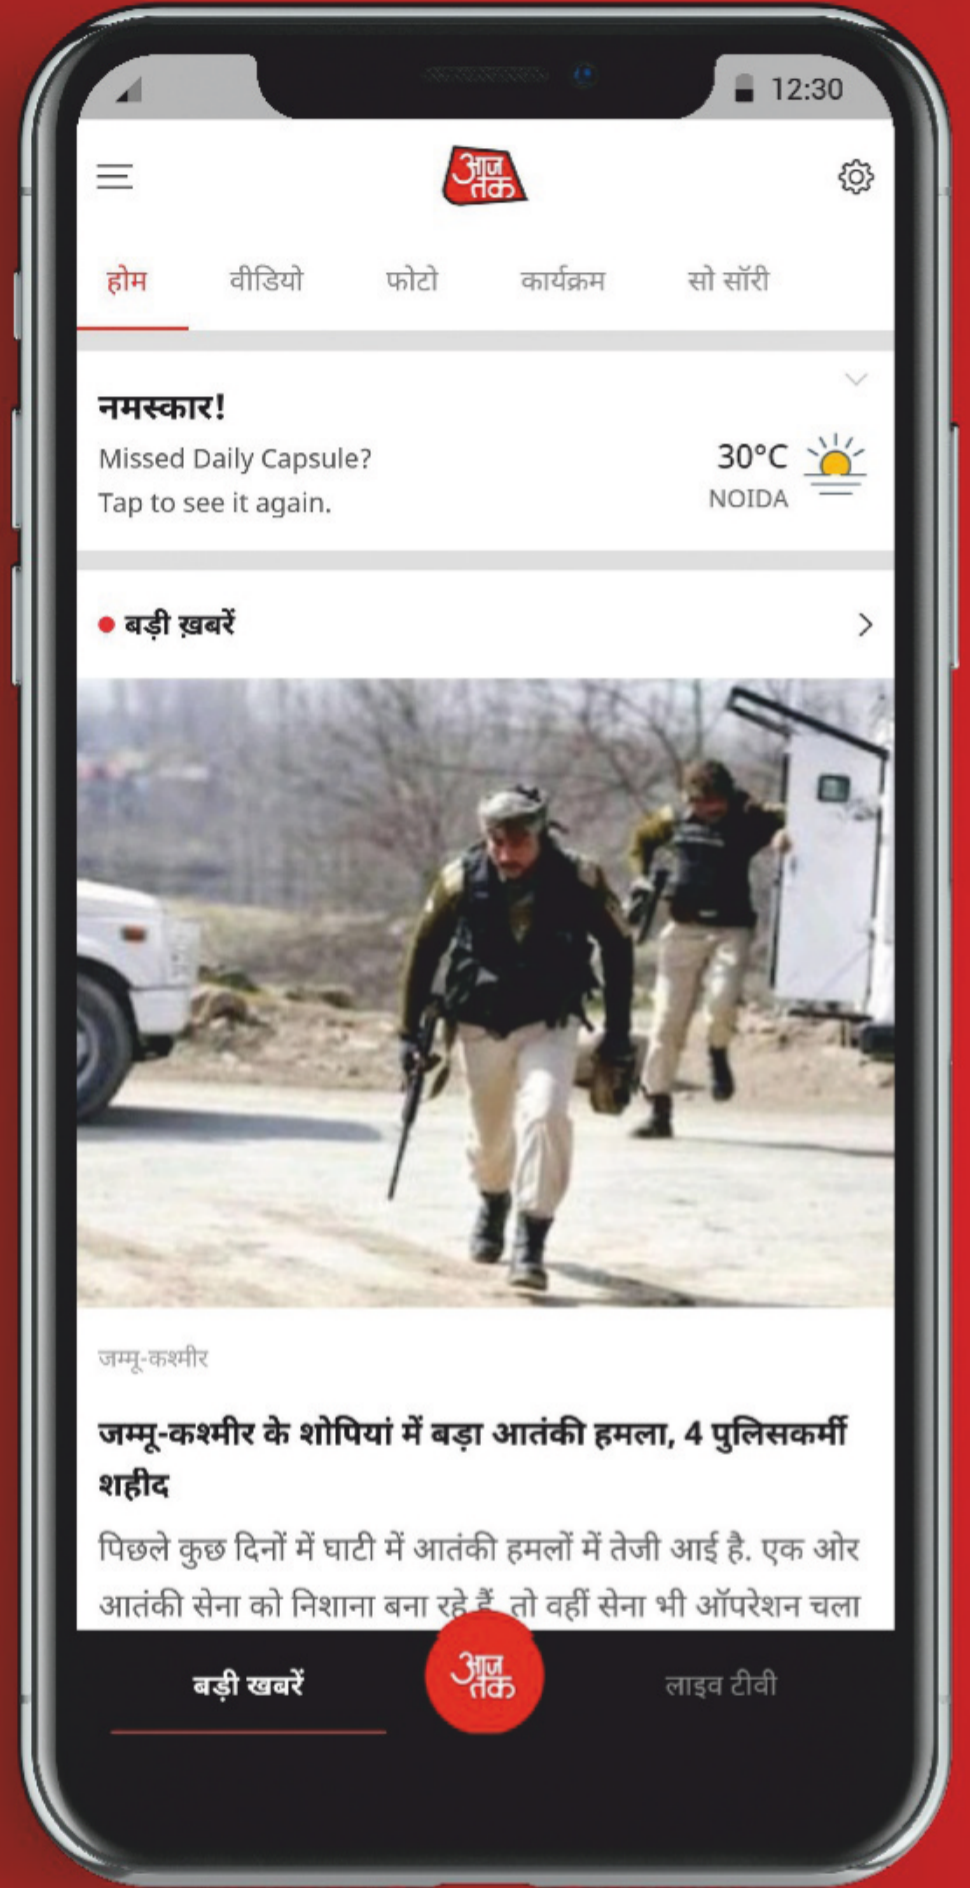 12:30
आज
तक
होम वीडियो फोटो कार्यक्रम सो सॉरी
नमस्कार!
Missed Daily Capsule?
Tap to see it again.
30°C
NOIDA
बड़ी ख़बरें
जम्मू-कश्मीर
जम्मू-कश्मीर के शोपियां में बड़ा आतंकी हमला, 4 पुलिसकर्मी
शहीद
पिछले कुछ दिनों में घाटी में आतंकी हमलों में तेजी आई है. एक ओर
आतंकी सेना को निशाना बना रहे हैं, तो वहीं सेना भी ऑपरेशन चला
बड़ी खबरें
आज
तक
लाइव टीवी